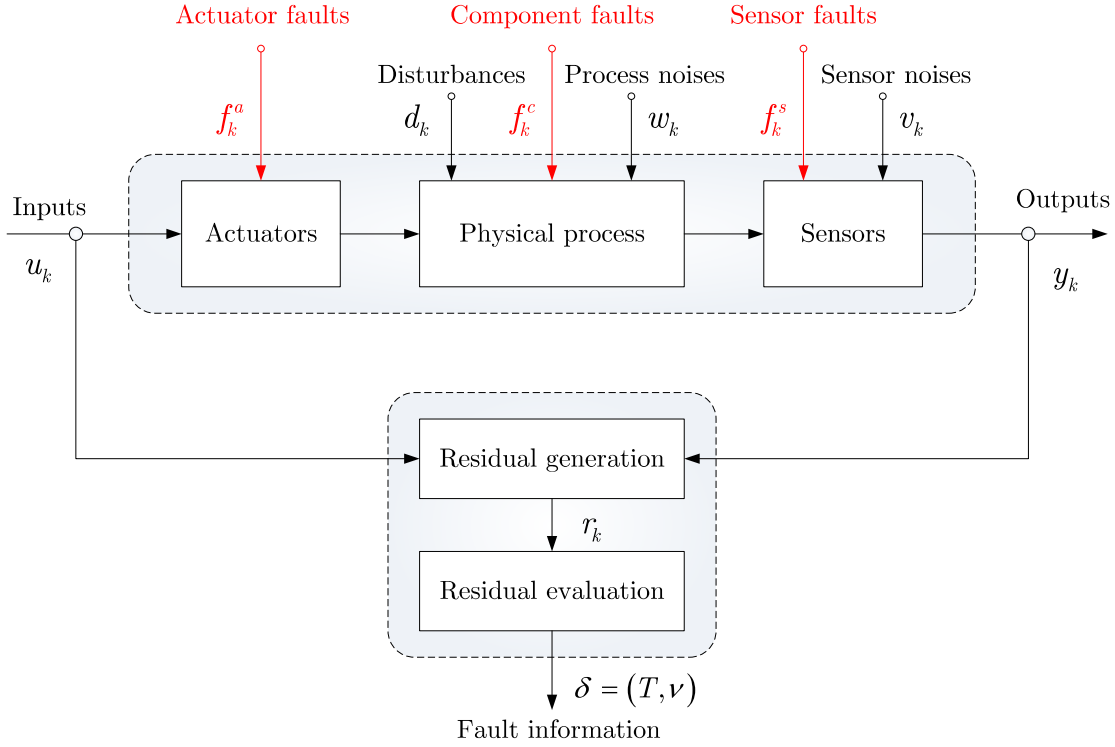 Actuator faults
Component faults
Sensor faults
Disturbances
Process noises
Sensor noises
f_k^a
d_k
f_k^c
w_k
f_k^s
v_k
Inputs
Outputs
Actuators
Physical process
Sensors
u_k
y_k
Residual generation
r_k
Residual evaluation
δ = (T, ν)
Fault information